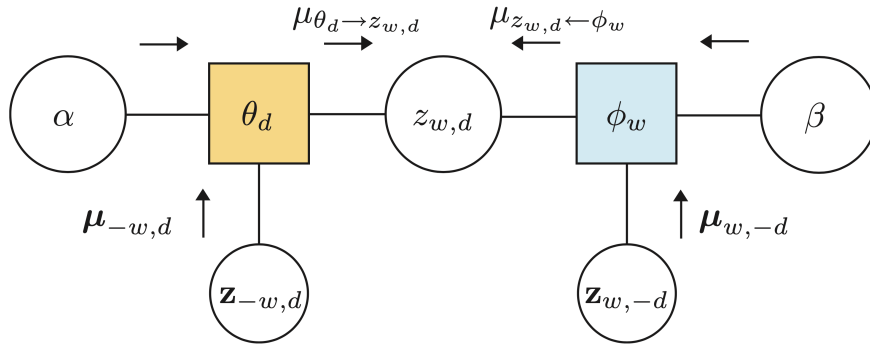 μ_{θ_d→z_{w,d}} μ_{z_{w,d}←φ_w}
α θ_d z_{w,d} ϕ_w β
μ_{−w,d} μ_{w,−d}
z_{−w,d} z_{w,−d}